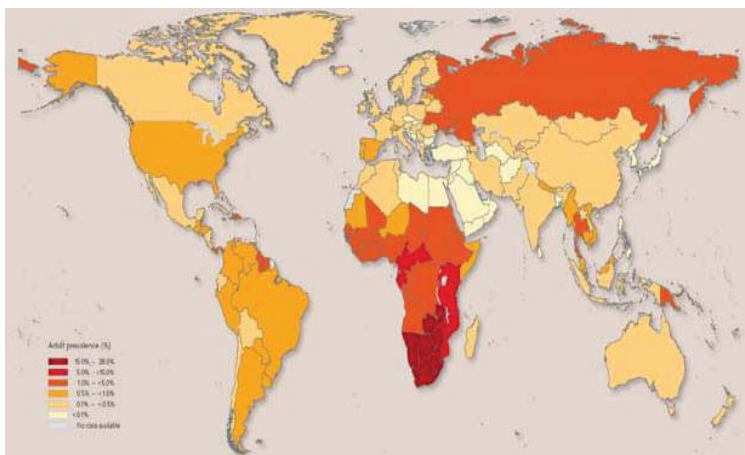 Adult prevalence (%)
15.0% – 28.0%
5.0% – <15.0%
1.0% – <5.0%
0.5% – <1.0%
0.1% – <0.5%
<0.1%
No data available